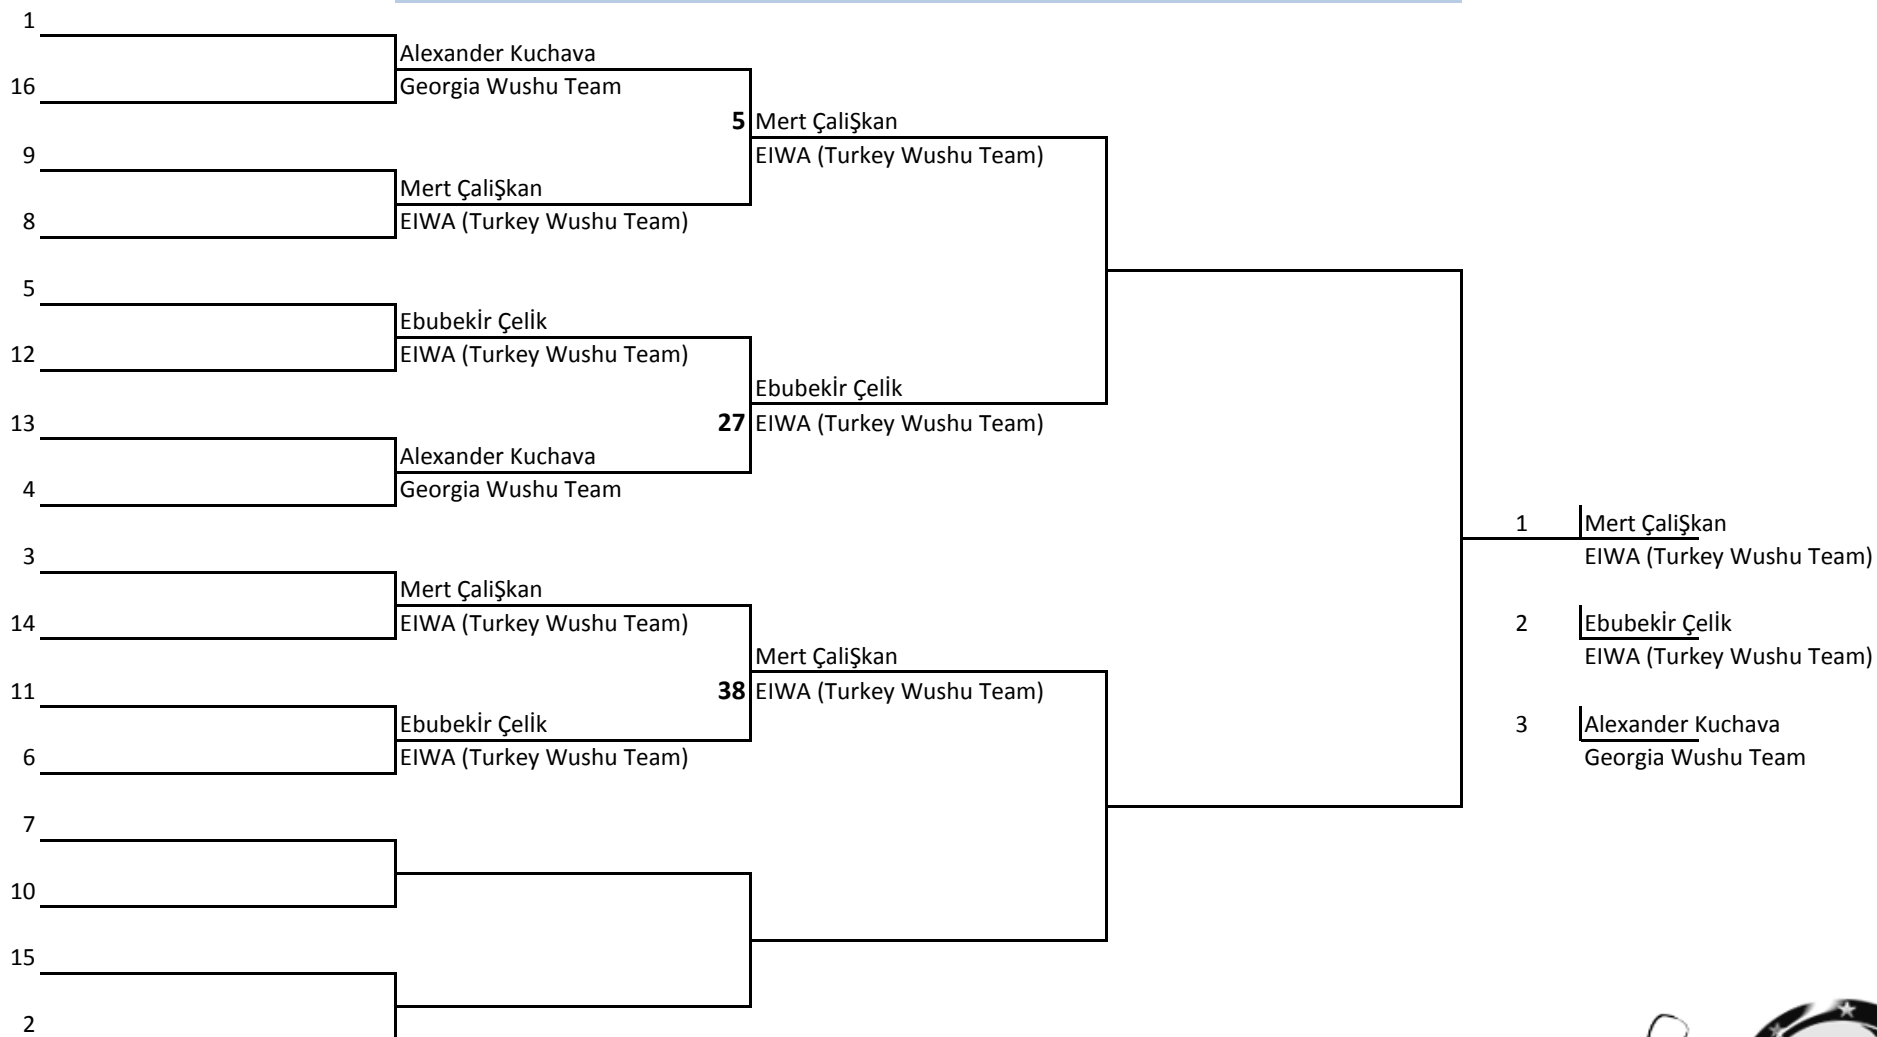 1
Alexander Kuchava
16
Georgia Wushu Team
5 Mert ÇaliŞkan
9
EIWA (Turkey Wushu Team)
Mert ÇaliŞkan
8
EIWA (Turkey Wushu Team)
5
Ebubekİr Çelİk
12
EIWA (Turkey Wushu Team)
Ebubekİr Çelİk
13
27 EIWA (Turkey Wushu Team)
Alexander Kuchava
4
Georgia Wushu Team
1 Mert ÇaliŞkan
3
EIWA (Turkey Wushu Team)
Mert ÇaliŞkan
14
EIWA (Turkey Wushu Team)
2 Ebubekİr Çelİk
Mert ÇaliŞkan
EIWA (Turkey Wushu Team)
11
38 EIWA (Turkey Wushu Team)
Ebubekİr Çelİk
3 Alexander Kuchava
6
EIWA (Turkey Wushu Team)
Georgia Wushu Team
7
10
15
2